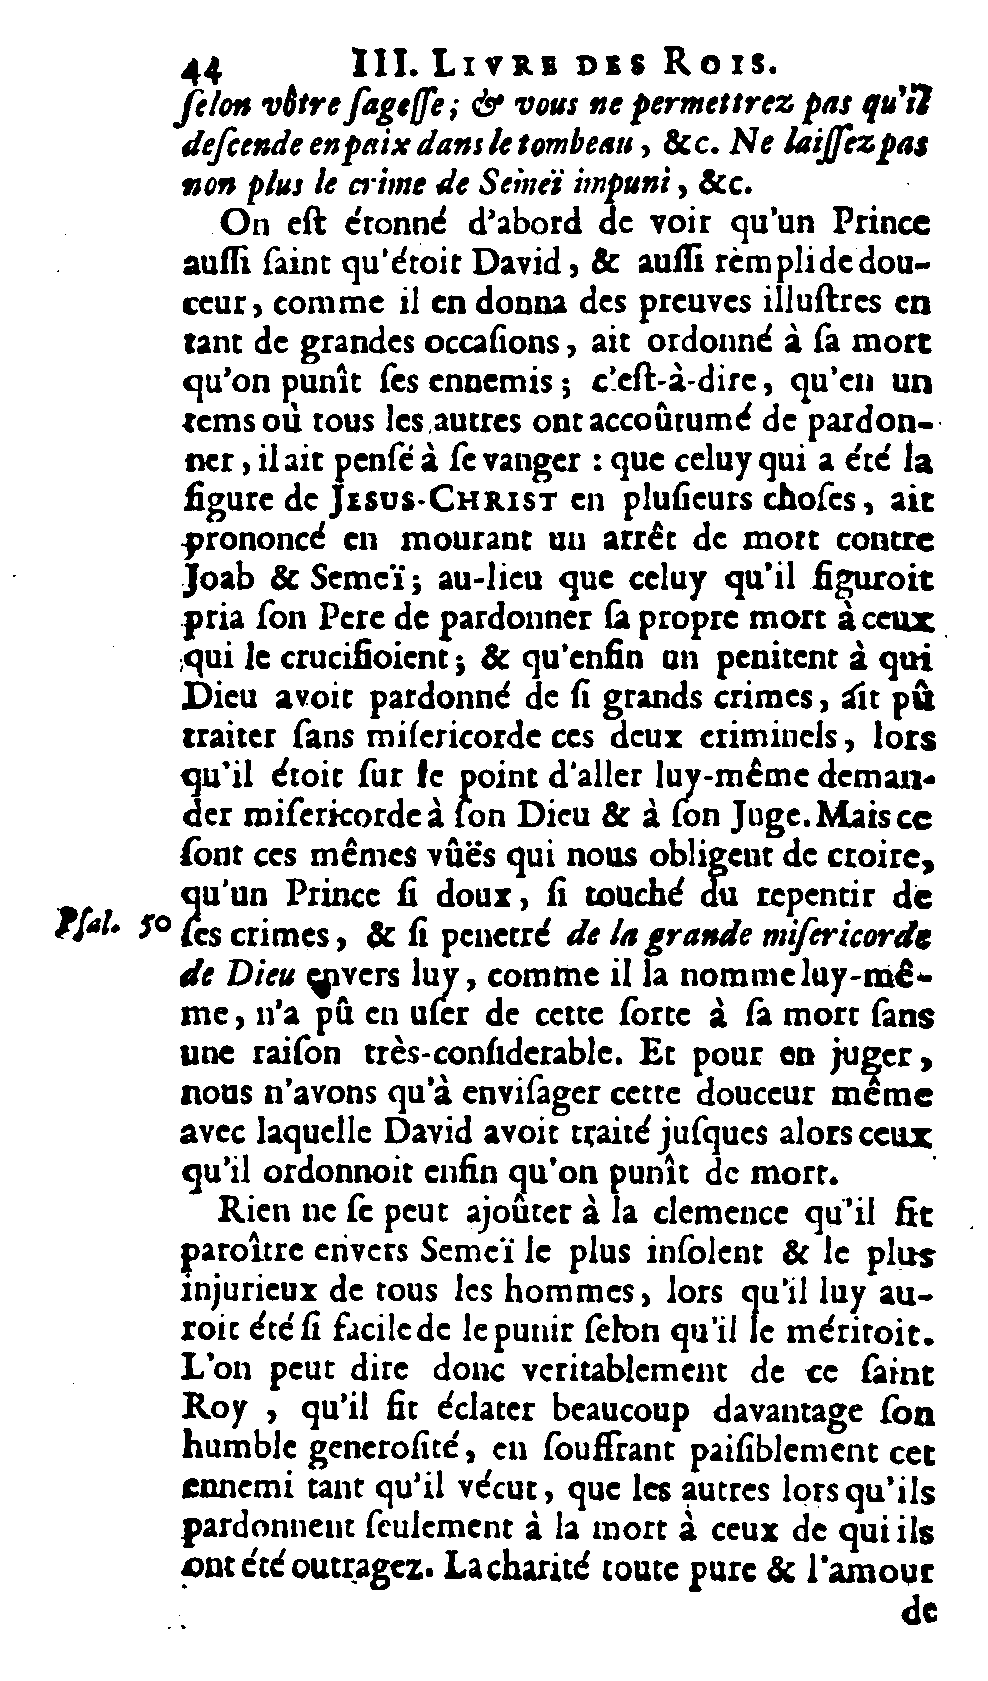 44 III. LIVRE DES ROIS.
ſelon vôtre ſageſſe; & vous ne permettrez pas qu'il
deſcende en paix dans le tombeau, &c. Ne laiſſez pas
non plus le crime de Semeï impuni, &c.
On eſt étonné d'abord de voir qu'un Prince
auſſi ſaint qu'étoit David, & auſſi rempli de dou-
ceur, comme il en donna des preuves illuſtres en
tant de grandes occaſions, ait ordonné à ſa mort
qu'on punît ſes ennemis; c'eſt-à-dire, qu'en un
tems où tous les autres ont accoûtumé de pardon-
ner, il ait penſé à ſe vanger : que celuy qui a été la
figure de JESUS-CHRIST en pluſieurs choſes, ait
prononcé en mourant un arrêt de mort contre
Joab & Semeï; au-lieu que celuy qu'il figuroit
pria ſon Pere de pardonner ſa propre mort à ceux
qui le crucifioient; & qu'enfin un penitent à qui
Dieu avoit pardonné de ſi grands crimes, ait pû
traiter ſans miſericorde ces deux criminels, lors
qu'il étoit ſur le point d'aller luy-même deman-
der miſericorde à ſon Dieu & à ſon Juge. Mais ce
ſont ces mêmes vûës qui nous obligent de croire,
qu'un Prince ſi doux, ſi touché du repentir de
Pſal. 50 ſes crimes, & ſi penetré de la grande miſericorde
de Dieu envers luy, comme il la nomme luy-mê-
me, n'a pû en uſer de cette ſorte à ſa mort ſans
une raiſon très-conſiderable. Et pour en juger,
nous n'avons qu'à enviſager cette douceur même
avec laquelle David avoit traité juſques alors ceux
qu'il ordonnoit enfin qu'on punît de mort.
Rien ne ſe peut ajoûter à la clemence qu'il fit
paroître envers Semeï le plus inſolent & le plus
injurieux de tous les hommes, lors qu'il luy au-
roit été ſi facile de le punir ſelon qu'il le méritoit.
L'on peut dire donc veritablement de ce ſaint
Roy, qu'il fit éclater beaucoup davantage ſon
humble generoſité, en ſouffrant paiſiblement cet
ennemi tant qu'il vécut, que les autres lors qu'ils
pardonnent ſeulement à la mort à ceux de qui ils
ont été outragez. La charité toute pure & l'amour
de